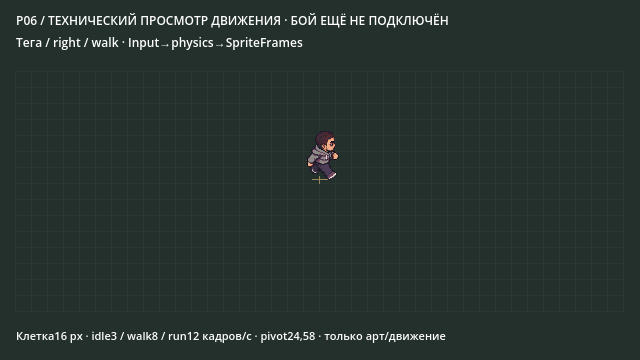 P06 / ТЕХНИЧЕСКИЙ ПРОСМОТР ДВИЖЕНИЯ · БОЙ ЕЩЁ НЕ ПОДКЛЮЧЁН
Тега / right / walk · Input→physics→SpriteFrames
Клетка16 px · idle3 / walk8 / run12 кадров/с · pivot24,58 · только арт/движение